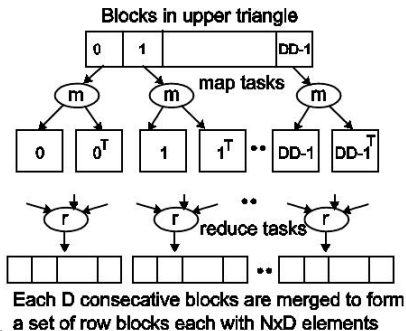 Blocks in upper triangle
0 1 DD-1
map tasks
m m m
0 0T 1 1T •• DD-1 DD-1T
••
r r r
reduce tasks
••
Each D consecative blocks are merged to form
a set of row blocks each with NxD elements